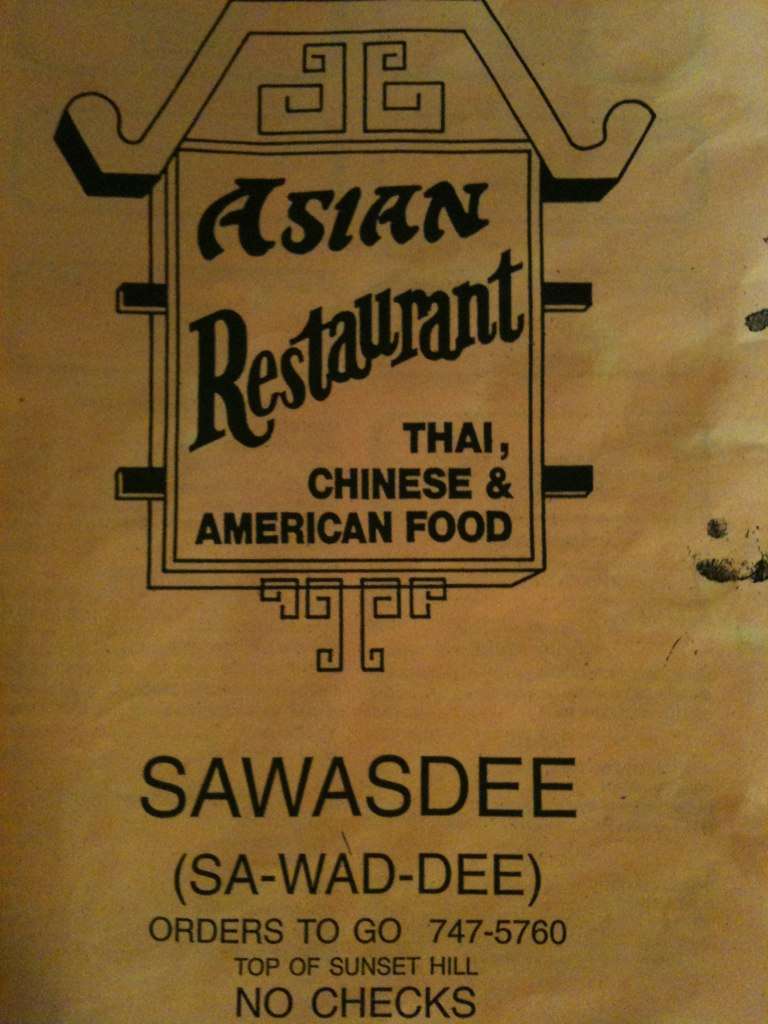 Asian
Restaurant
THAI,
CHINESE &
AMERICAN FOOD
SAWASDEE
(SA-WAD-DEE)
ORDERS TO GO 747-5760
TOP OF SUNSET HILL
NO CHECKS